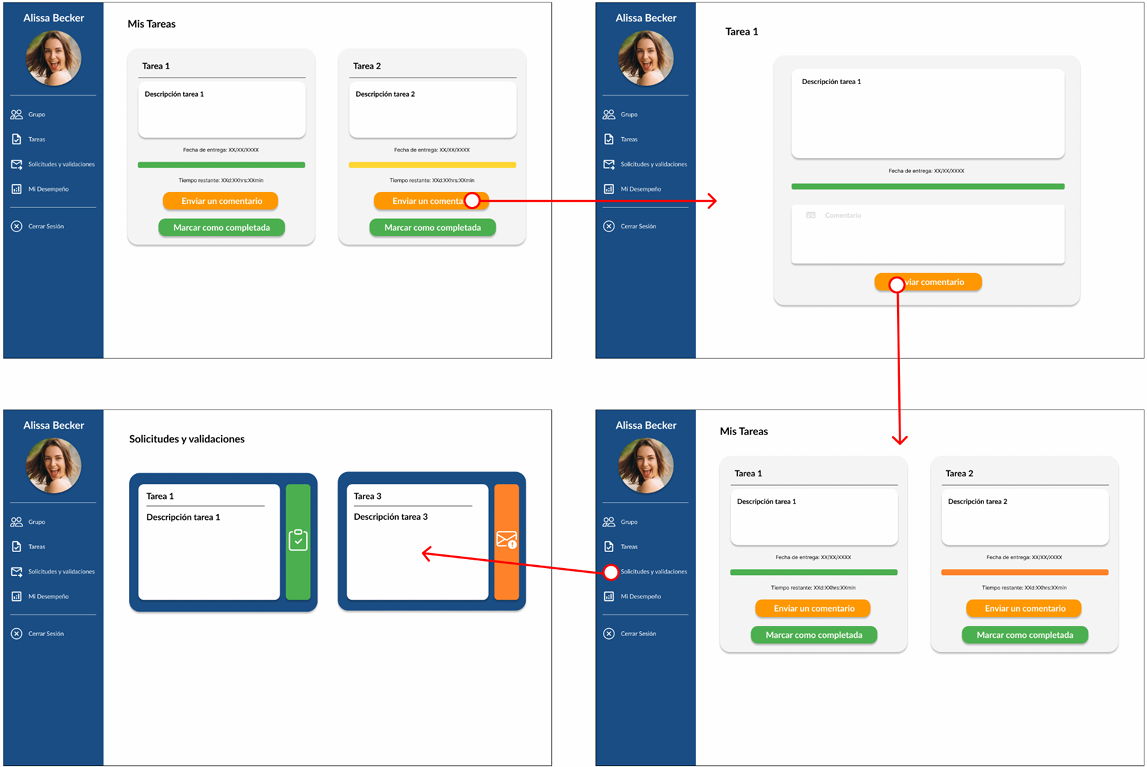 Alissa Becker
Grupo
Tareas
Solicitudes y validaciones
Mi Desempeño
Cerrar Sesión
Mis Tareas
Tarea 1
Descripción tarea 1
Fecha de entrega: XX/XX/XXXX
Tiempo restante: XXd:XXhrs:XXmin
Enviar un comentario
Marcar como completada
Tarea 2
Descripción tarea 2
Fecha de entrega: XX/XX/XXXX
Tiempo restante: XXd:XXhrs:XXmin
Enviar un comenta
Marcar como completada
Alissa Becker
Grupo
Tareas
Solicitudes y validaciones
Mi Desempeño
Cerrar Sesión
Tarea 1
Descripción tarea 1
Fecha de entrega: XX/XX/XXXX
Comentario
viar comentario
Alissa Becker
Grupo
Tareas
Solicitudes y validaciones
Mi Desempeño
Cerrar Sesión
Solicitudes y validaciones
Tarea 1
Descripción tarea 1
Tarea 3
Descripción tarea 3
Alissa Becker
Grupo
Tareas
Solicitudes y validaciones
Mi Desempeño
Cerrar Sesión
Mis Tareas
Tarea 1
Descripción tarea 1
Fecha de entrega: XX/XX/XXXX
Tiempo restante: XXd:XXhrs:XXmin
Enviar un comentario
Marcar como completada
Tarea 2
Descripción tarea 2
Fecha de entrega: XX/XX/XXXX
Tiempo restante: XXd:XXhrs:XXmin
Enviar un comentario
Marcar como completada